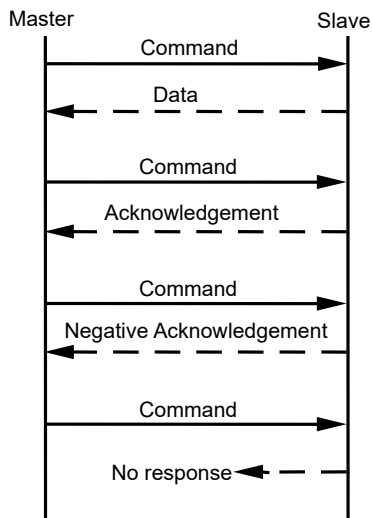 Master
Slave
Command
Data
Command
Acknowledgement
Command
Negative Acknowledgement
Command
No response